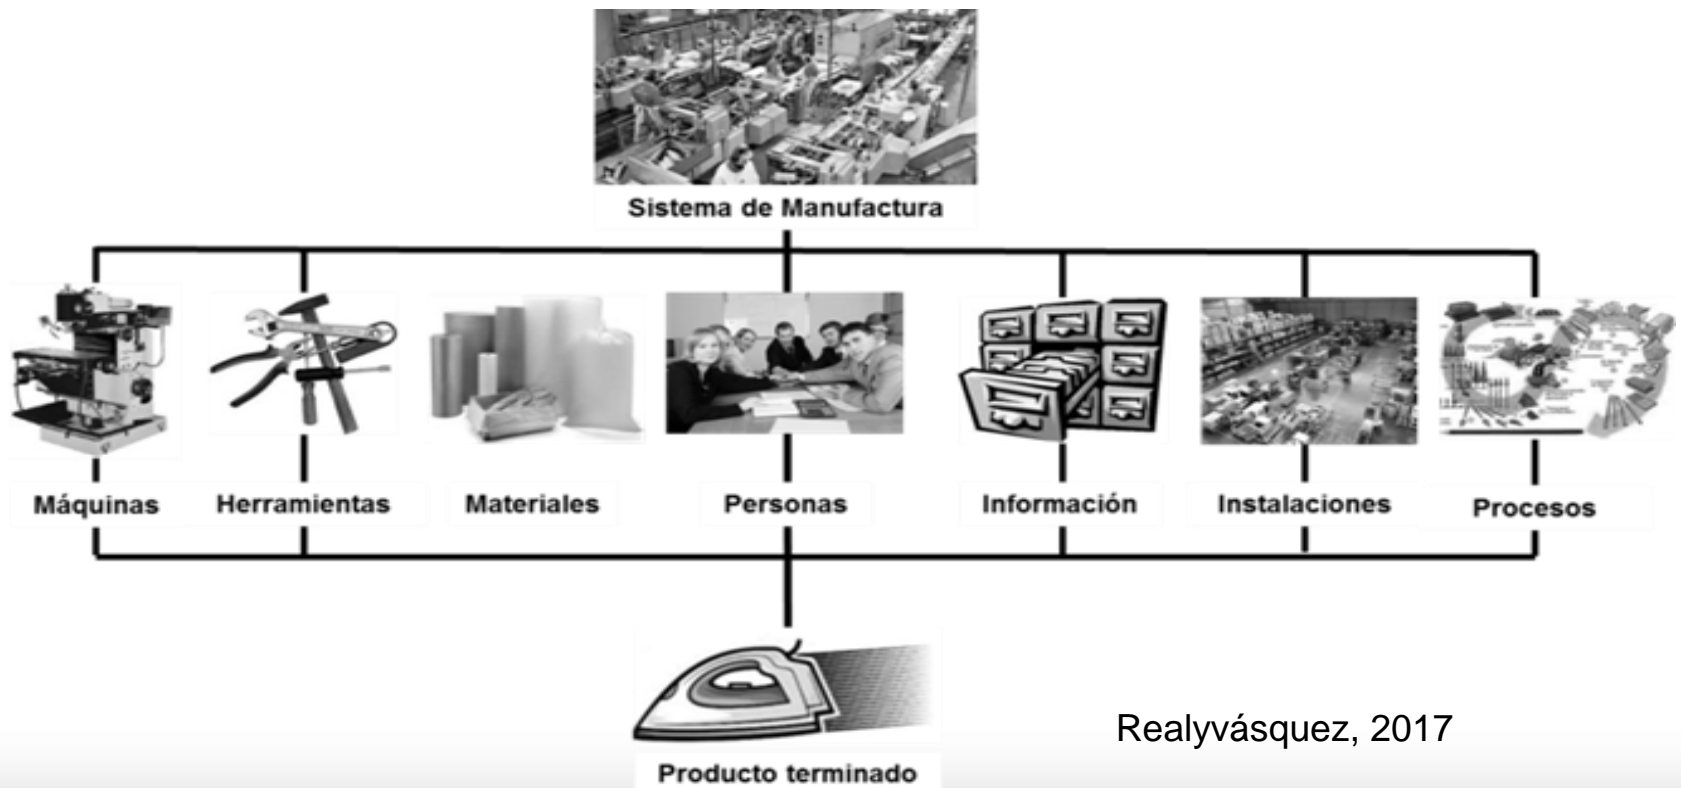 Sistema de Manufactura
Máquinas
Herramientas
Materiales
Personas
Información
Instalaciones
Procesos
Realyvásquez, 2017
Producto terminado